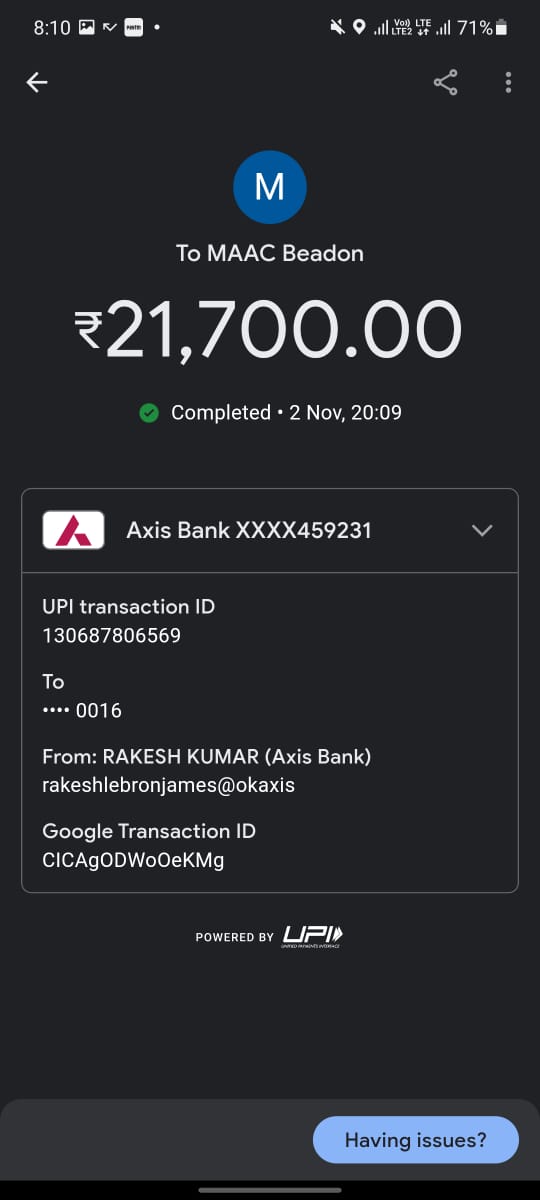 8:10
Paytm
Vo) LTE
LTE2
71%
M
To MAAC Beadon
₹21,700.00
Completed • 2 Nov, 20:09
Axis Bank XXXX459231
UPI transaction ID
130687806569
To
•••• 0016
From: RAKESH KUMAR (Axis Bank)
rakeshlebronjames@okaxis
Google Transaction ID
CICAgODWoOeKMg
POWERED BY UPI
UNIFIED PAYMENTS INTERFACE
Having issues?